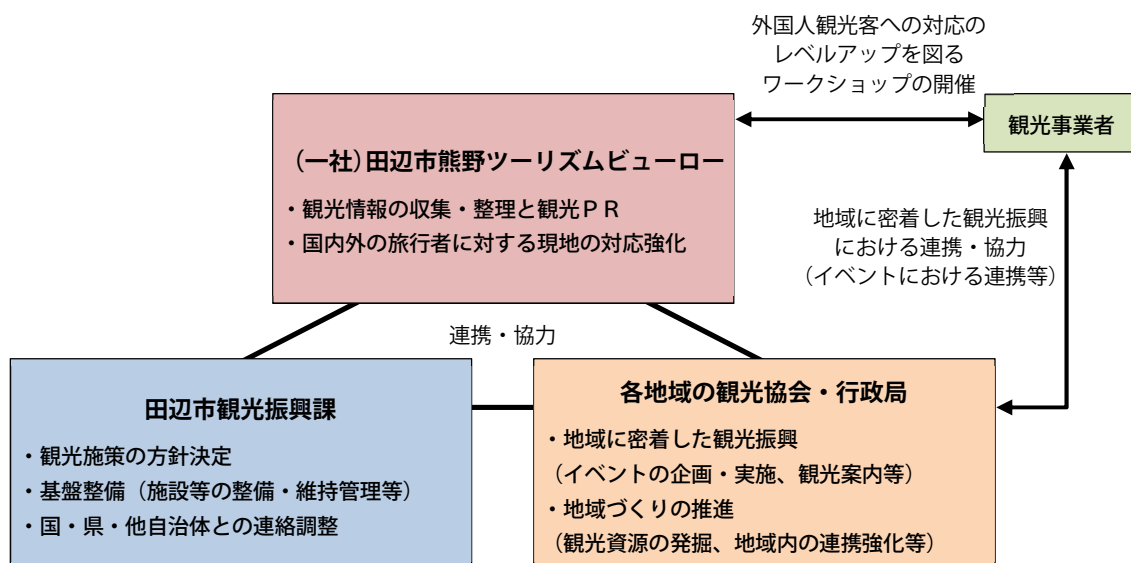 外国人観光客への対応の
レベルアップを図る
ワークショップの開催
観光事業者
（一社）田辺市熊野ツーリズムビューロー
・観光情報の収集・整理と観光ＰＲ
・国内外の旅行者に対する現地の対応強化
地域に密着した観光振興
における連携・協力
（イベントにおける連携等）
連携・協力
田辺市観光振興課
・観光施策の方針決定
・基盤整備（施設等の整備・維持管理等）
・国・県・他自治体との連絡調整
各地域の観光協会・行政局
・地域に密着した観光振興
（イベントの企画・実施、観光案内等）
・地域づくりの推進
（観光資源の発掘、地域内の連携強化等）